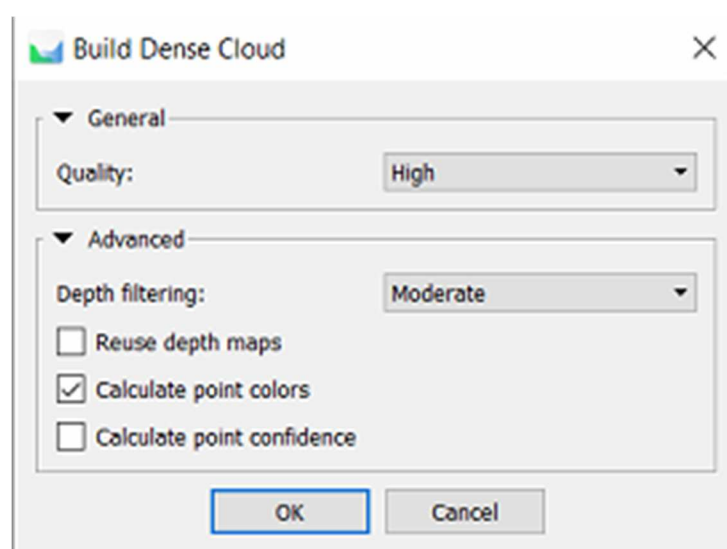 Build Dense Cloud
General
Quality: High
Advanced
Depth filtering: Moderate
Reuse depth maps
Calculate point colors
Calculate point confidence
OK Cancel